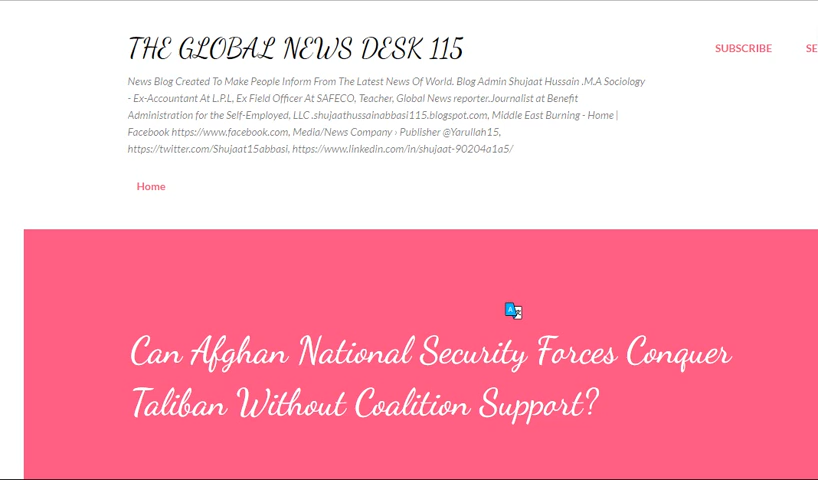 THE GLOBAL NEWS DESK 115
SUBSCRIBE
News Blog Created To Make People Inform From The Latest News Of World. Blog Admin Shujaat Hussain .M.A Sociology
- Ex-Accountant At L.P.L, Ex Field Officer At SAFECO, Teacher, Global News reporter.Journalist at Benefit
Administration for the Self-Employed, LLC .shujaathussainabbasi115.blogspot.com, Middle East Burning - Home |
Facebook https://www.facebook.com, Media/News Company › Publisher @Yarullah15,
https://twitter.com/Shujaat15abbasi, https://www.linkedin.com/in/shujaat-90204a1a5/
Home
Can Afghan National Security Forces Conquer
Taliban Without Coalition Support?